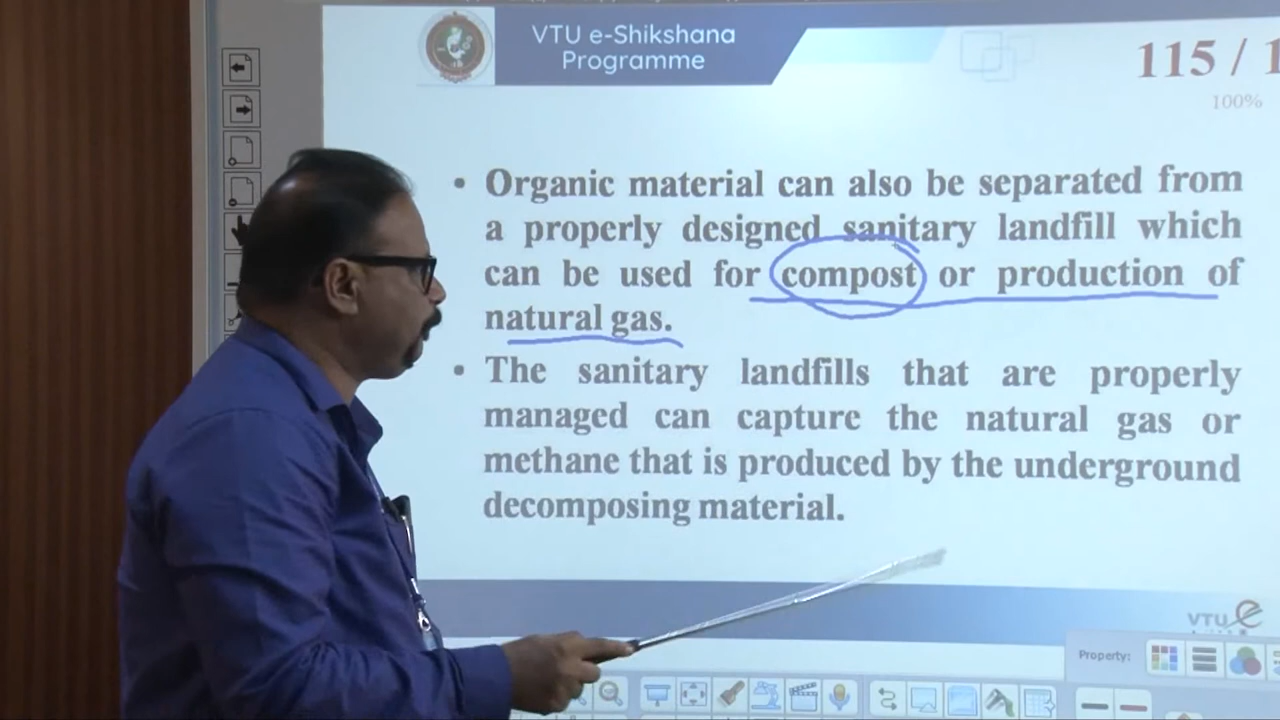 VTU e-Shikshana
Programme
115 / 1
100%
• Organic material can also be separated from
a properly designed sanitary landfill which
can be used for compost or production of
natural gas.
• The sanitary landfills that are properly
managed can capture the natural gas or
methane that is produced by the underground
decomposing material.
VTU e
Property: